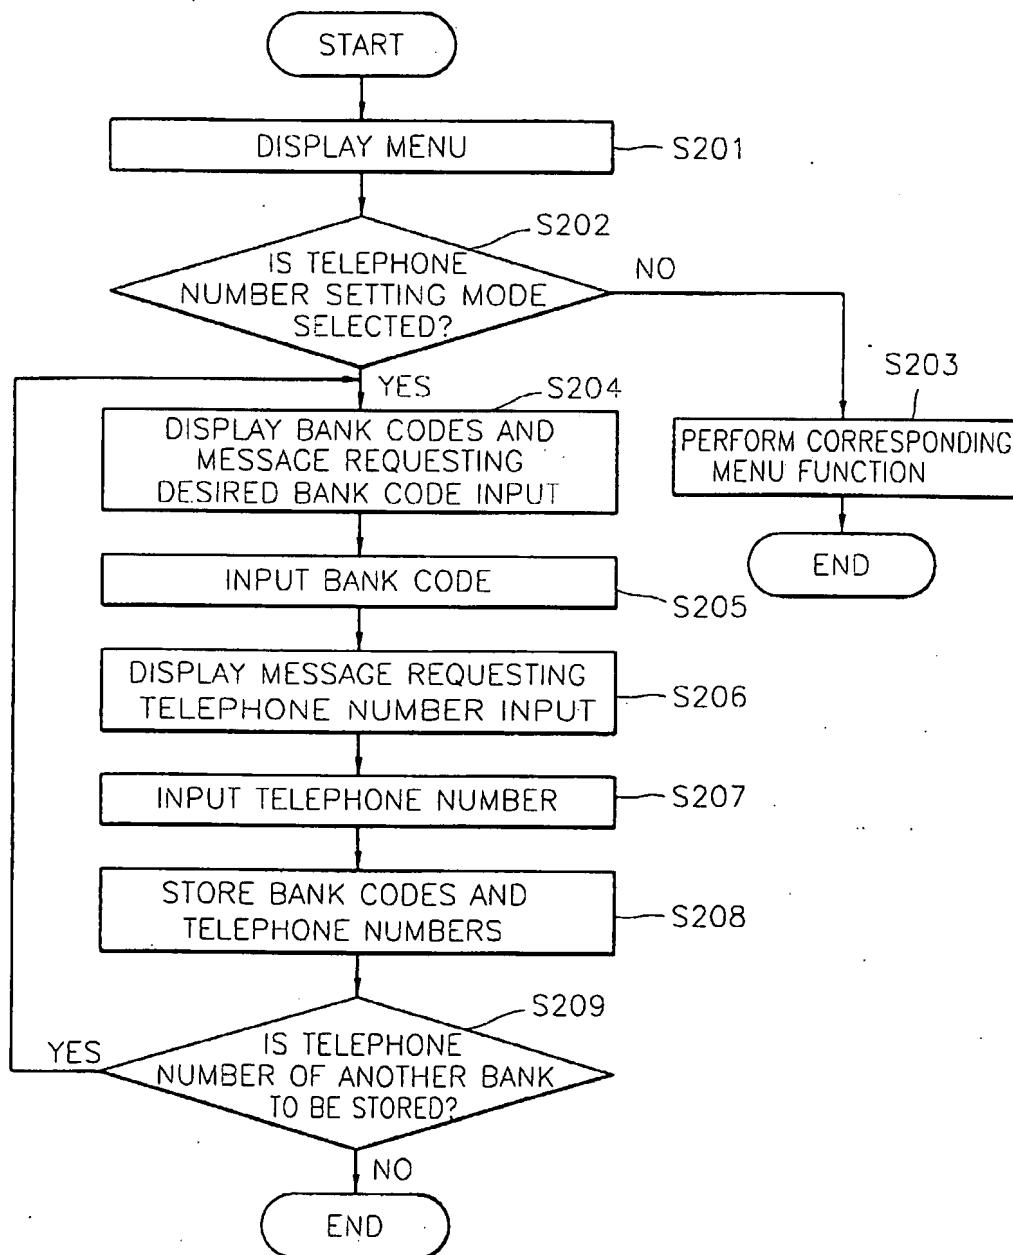 START
DISPLAY MENU
S201
S202
IS TELEPHONE
NUMBER SETTING MODE
SELECTED?
NO
YES
S203
PERFORM CORRESPONDING
MENU FUNCTION
END
S204
DISPLAY BANK CODES AND
MESSAGE REQUESTING
DESIRED BANK CODE INPUT
INPUT BANK CODE
S205
DISPLAY MESSAGE REQUESTING
TELEPHONE NUMBER INPUT
S206
INPUT TELEPHONE NUMBER
S207
STORE BANK CODES AND
TELEPHONE NUMBERS
S208
S209
IS TELEPHONE
NUMBER OF ANOTHER BANK
TO BE STORED?
YES
NO
END